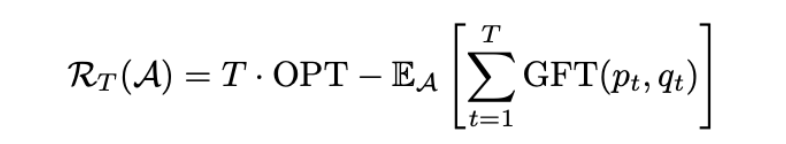 $\mathcal{R}_T(\mathcal{A}) = T \cdot \mathrm{OPT} - \mathbb{E}_{\mathcal{A}} \left[ \sum_{t=1}^{T} \mathrm{GFT}(p_t, q_t) \right]$